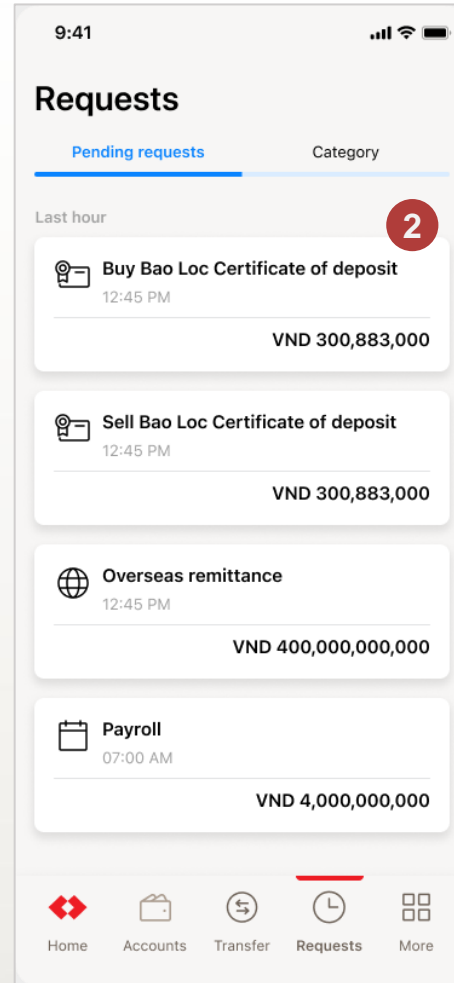 9:41
Requests
Pending requests
Category
Last hour
2
Buy Bao Loc Certificate of deposit
12:45 PM
VND 300,883,000
Sell Bao Loc Certificate of deposit
12:45 PM
VND 300,883,000
Overseas remittance
12:45 PM
VND 400,000,000,000
Payroll
07:00 AM
VND 4,000,000,000
Home Accounts Transfer Requests More